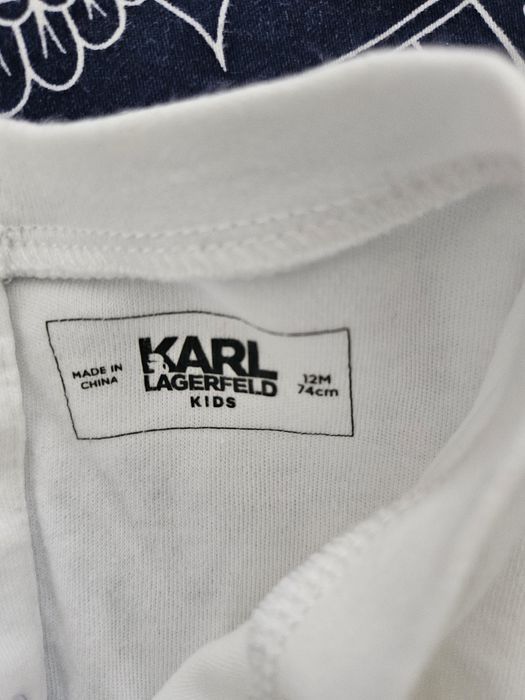 MADE IN
CHINA
KARL
LAGERFELD
KIDS
12M
74cm